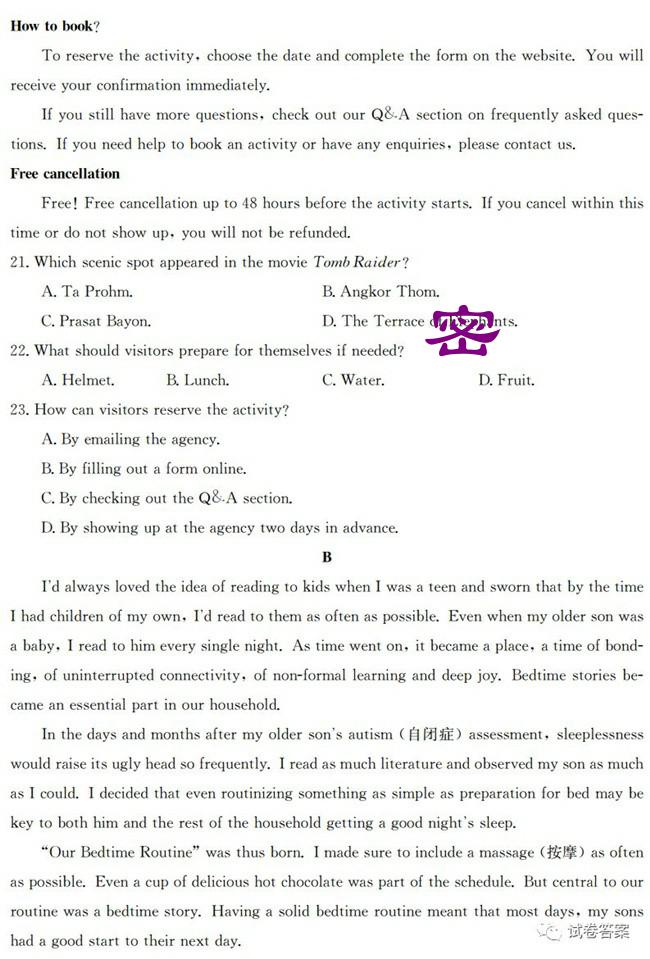 How to book?
To reserve the activity, choose the date and complete the form on the website. You will
receive your confirmation immediately.
If you still have more questions, check out our Q&A section on frequently asked ques-
tions. If you need help to book an activity or have any enquiries, please contact us.
Free cancellation
Free! Free cancellation up to 48 hours before the activity starts. If you cancel within this
time or do not show up, you will not be refunded.
21. Which scenic spot appeared in the movie Tomb Raider?
A. Ta Prohm. B. Angkor Thom.
C. Prasat Bayon. D. The Terrace of Elephants.
密
22. What should visitors prepare for themselves if needed?
A. Helmet. B. Lunch. C. Water. D. Fruit.
23. How can visitors reserve the activity?
A. By emailing the agency.
B. By filling out a form online.
C. By checking out the Q&A section.
D. By showing up at the agency two days in advance.
B
I'd always loved the idea of reading to kids when I was a teen and sworn that by the time
I had children of my own, I'd read to them as often as possible. Even when my older son was
a baby, I read to him every single night. As time went on, it became a place, a time of bond-
ing, of uninterrupted connectivity, of non-formal learning and deep joy. Bedtime stories be-
came an essential part in our household.
In the days and months after my older son's autism (自闭症) assessment, sleeplessness
would raise its ugly head so frequently. I read as much literature and observed my son as much
as I could. I decided that even routinizing something as simple as preparation for bed may be
key to both him and the rest of the household getting a good night's sleep.
"Our Bedtime Routine" was thus born. I made sure to include a massage (按摩) as often
as possible. Even a cup of delicious hot chocolate was part of the schedule. But central to our
routine was a bedtime story. Having a solid bedtime routine meant that most days, my sons
had a good start to their next day.
试卷答案